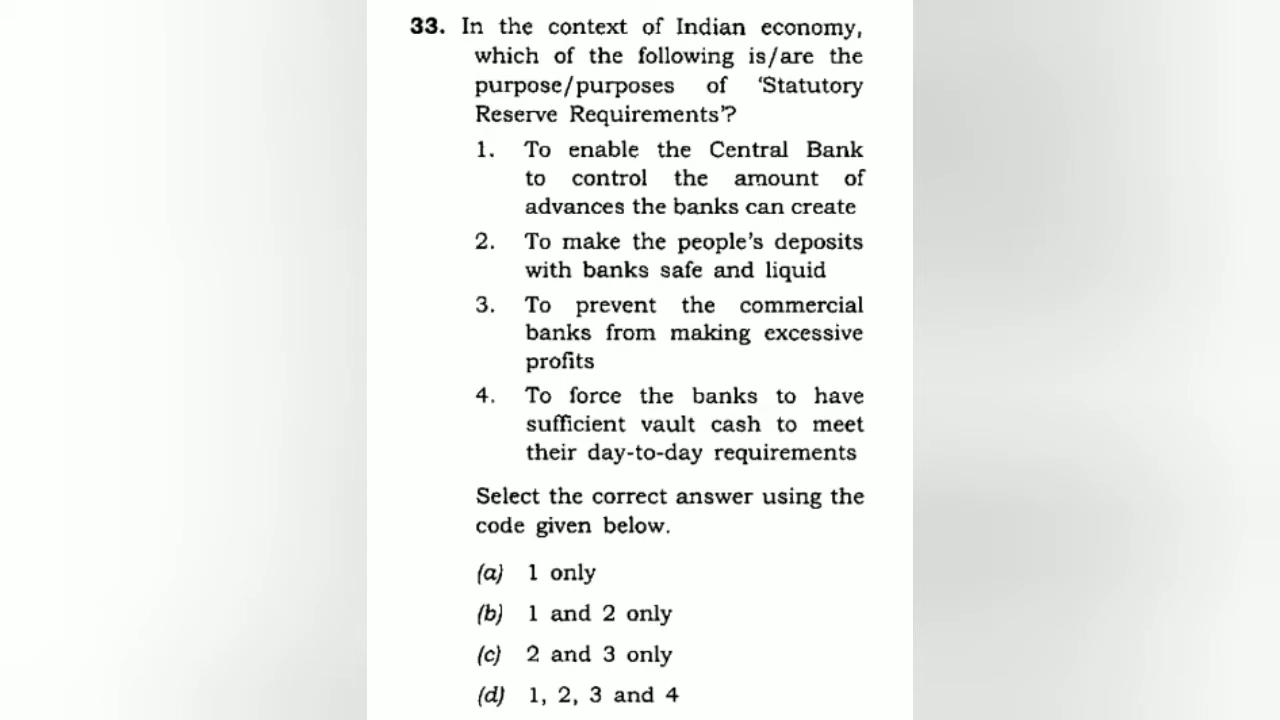 33. In the context of Indian economy,
which of the following is/are the
purpose/purposes of 'Statutory
Reserve Requirements'?
1. To enable the Central Bank
to control the amount of
advances the banks can create
2. To make the people's deposits
with banks safe and liquid
3. To prevent the commercial
banks from making excessive
profits
4. To force the banks to have
sufficient vault cash to meet
their day-to-day requirements
Select the correct answer using the
code given below.
(a) 1 only
(b) 1 and 2 only
(c) 2 and 3 only
(d) 1, 2, 3 and 4